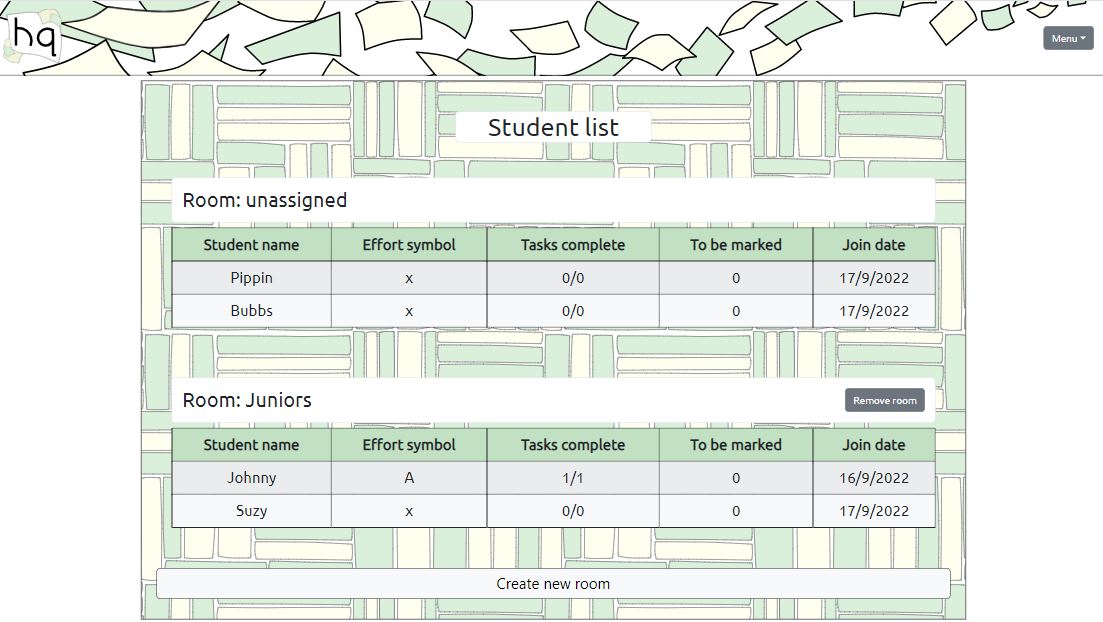 hq
Menu
Student list
Room: unassigned
Student name Effort symbol Tasks complete To be marked Join date
Pippin x 0/0 0 17/9/2022
Bubbs x 0/0 0 17/9/2022
Room: Juniors Remove room
Student name Effort symbol Tasks complete To be marked Join date
Johnny A 1/1 0 16/9/2022
Suzy x 0/0 0 17/9/2022
Create new room